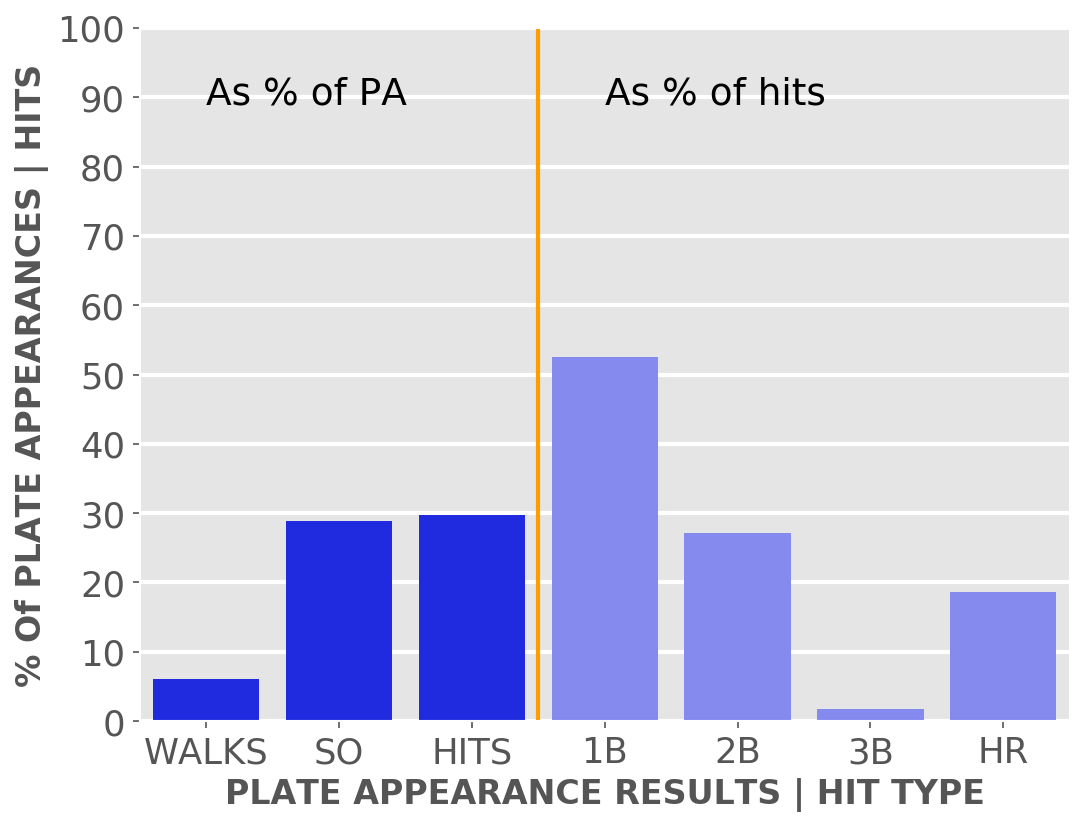 % Of PLATE APPEARANCES | HITS
100
90
80
70
60
50
40
30
20
10
0
As % of PA
As % of hits
WALKS SO HITS 1B 2B 3B HR
PLATE APPEARANCE RESULTS | HIT TYPE